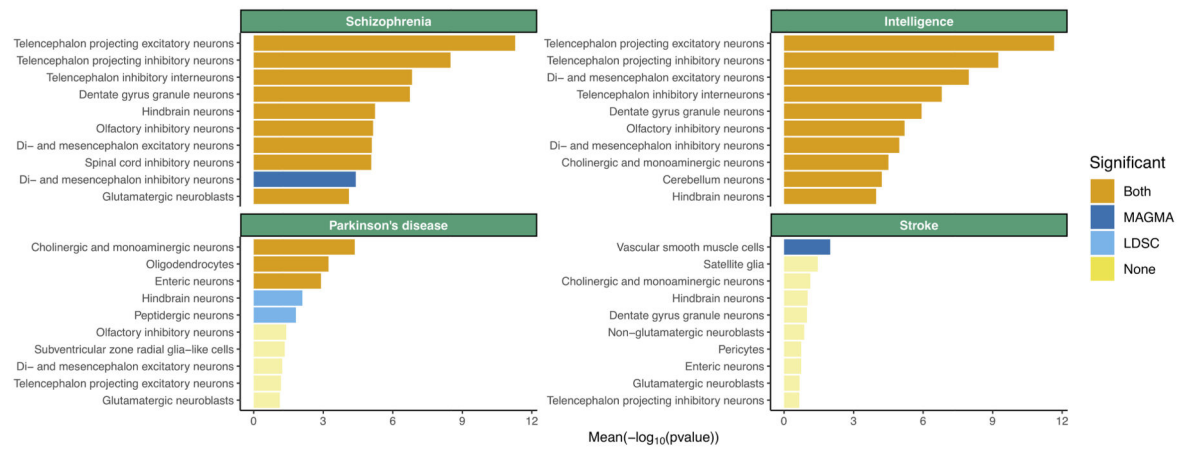 Schizophrenia
Telencephalon projecting excitatory neurons
Telencephalon projecting inhibitory neurons
Telencephalon inhibitory interneurons
Dentate gyrus granule neurons
Hindbrain neurons
Olfactory inhibitory neurons
Di− and mesencephalon excitatory neurons
Spinal cord inhibitory neurons
Di− and mesencephalon inhibitory neurons
Glutamatergic neuroblasts
Intelligence
Telencephalon projecting excitatory neurons
Telencephalon projecting inhibitory neurons
Di− and mesencephalon excitatory neurons
Telencephalon inhibitory interneurons
Dentate gyrus granule neurons
Olfactory inhibitory neurons
Di− and mesencephalon inhibitory neurons
Cholinergic and monoaminergic neurons
Cerebellum neurons
Hindbrain neurons
Parkinson's disease
Cholinergic and monoaminergic neurons
Oligodendrocytes
Enteric neurons
Hindbrain neurons
Peptidergic neurons
Olfactory inhibitory neurons
Subventricular zone radial glia−like cells
Di− and mesencephalon excitatory neurons
Telencephalon projecting excitatory neurons
Glutamatergic neuroblasts
0 3 6 9 12
Stroke
Vascular smooth muscle cells
Satellite glia
Cholinergic and monoaminergic neurons
Hindbrain neurons
Dentate gyrus granule neurons
Non−glutamatergic neuroblasts
Pericytes
Enteric neurons
Glutamatergic neuroblasts
Telencephalon projecting inhibitory neurons
0 3 6 9 12
Mean(−log10(pvalue))
Significant
Both
MAGMA
LDSC
None